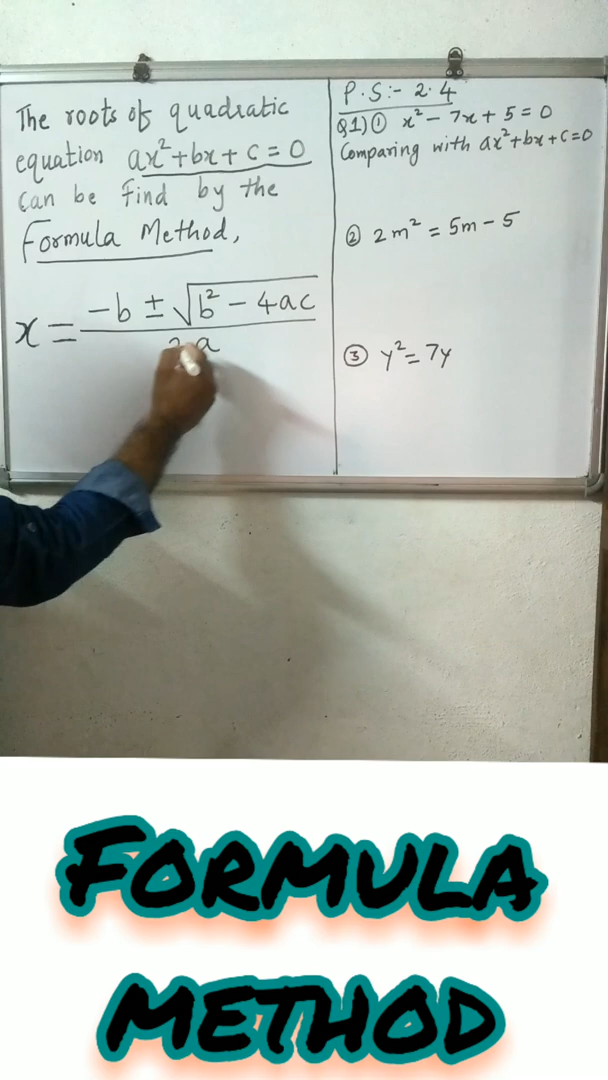 The roots of quadratic
equation ax²+bx+c=0
can be find by the
Formula Method,
x = -b ± √b² - 4ac
2a
P.S:- 2.4
Q1) ① x² - 7x + 5 = 0
Comparing with ax²+bx+c=0
② 2m² = 5m - 5
③ y² = 7y
FORMULA
METHOD